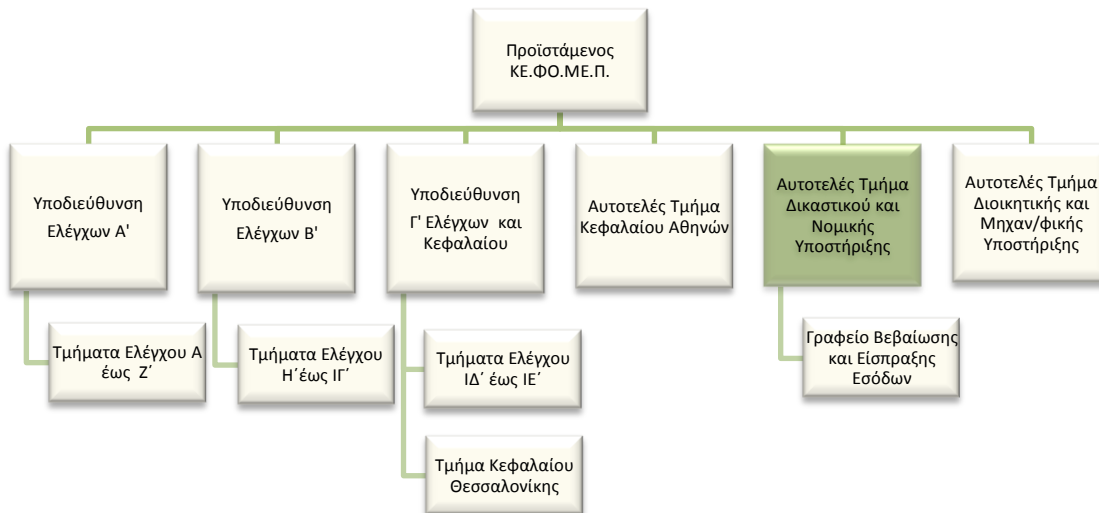 Προϊστάμενος
ΚΕ.ΦΟ.ΜΕ.Π.
Υποδιεύθυνση
Ελέγχων Α'
Υποδιεύθυνση
Ελέγχων Β'
Υποδιεύθυνση
Γ' Ελέγχων και
Κεφαλαίου
Αυτοτελές Τμήμα
Κεφαλαίου Αθηνών
Αυτοτελές Τμήμα
Δικαστικού και
Νομικής
Υποστήριξης
Αυτοτελές Τμήμα
Διοικητικής και
Μηχαν/φικής
Υποστήριξης
Τμήματα Ελέγχου Α
έως Ζ΄
Τμήματα Ελέγχου
Η΄έως ΙΓ΄
Τμήματα Ελέγχου
ΙΔ΄ έως ΙΕ΄
Τμήμα Κεφαλαίου
Θεσσαλονίκης
Γραφείο Βεβαίωσης
και Είσπραξης
Εσόδων